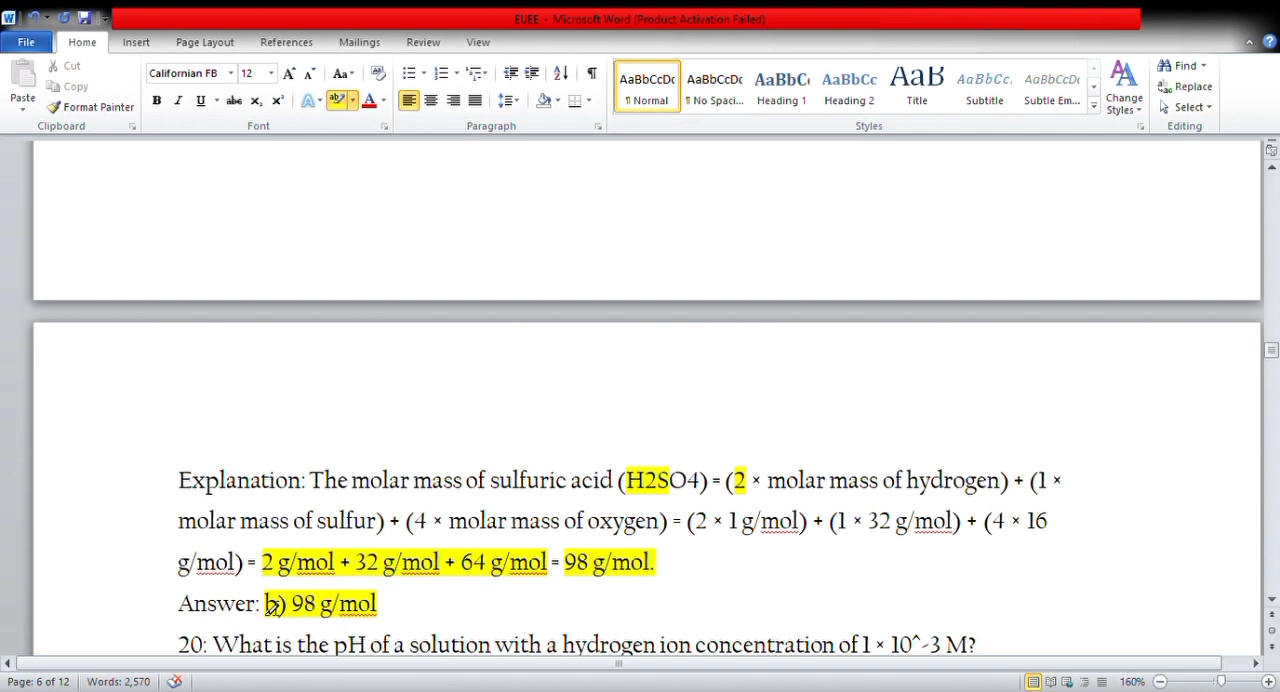 EUEE - Microsoft Word (Product Activation Failed)
File Home Insert Page Layout References Mailings Review View
Paste
Cut
Copy
Format Painter
Clipboard
Californian FB 12
Font
Paragraph
AaBbCcDc AaBbCcDc AaBbC AaBbCc AaB AaBbCc. AaBbCcDc
¶ Normal ¶ No Spaci... Heading 1 Heading 2 Title Subtitle Subtle Em...
Change
Styles
Styles
Find
Replace
Select
Editing
Explanation: The molar mass of sulfuric acid (H2SO4) = (2 × molar mass of hydrogen) + (1 ×
molar mass of sulfur) + (4 × molar mass of oxygen) = (2 × 1 g/mol) + (1 × 32 g/mol) + (4 × 16
g/mol) = 2 g/mol + 32 g/mol + 64 g/mol = 98 g/mol.
Answer: b) 98 g/mol
20: What is the pH of a solution with a hydrogen ion concentration of 1 × 10^-3 M?
Page: 6 of 12 Words: 2,570 160%